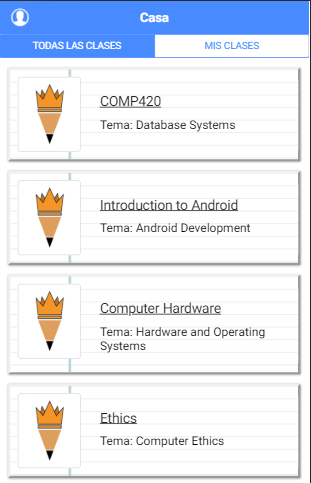 Casa
TODAS LAS CLASES
MIS CLASES
COMP420
Tema: Database Systems
Introduction to Android
Tema: Android Development
Computer Hardware
Tema: Hardware and Operating
Systems
Ethics
Tema: Computer Ethics